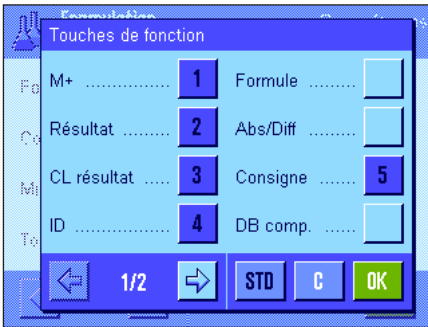 Formulation
Touches de fonction
M+ ............... 1
Formule ........
Résultat ......... 2
Abs/Diff ........
CL résultat ..... 3
Consigne ...... 5
ID ................ 4
DB comp. ......
1/2 STD C OK